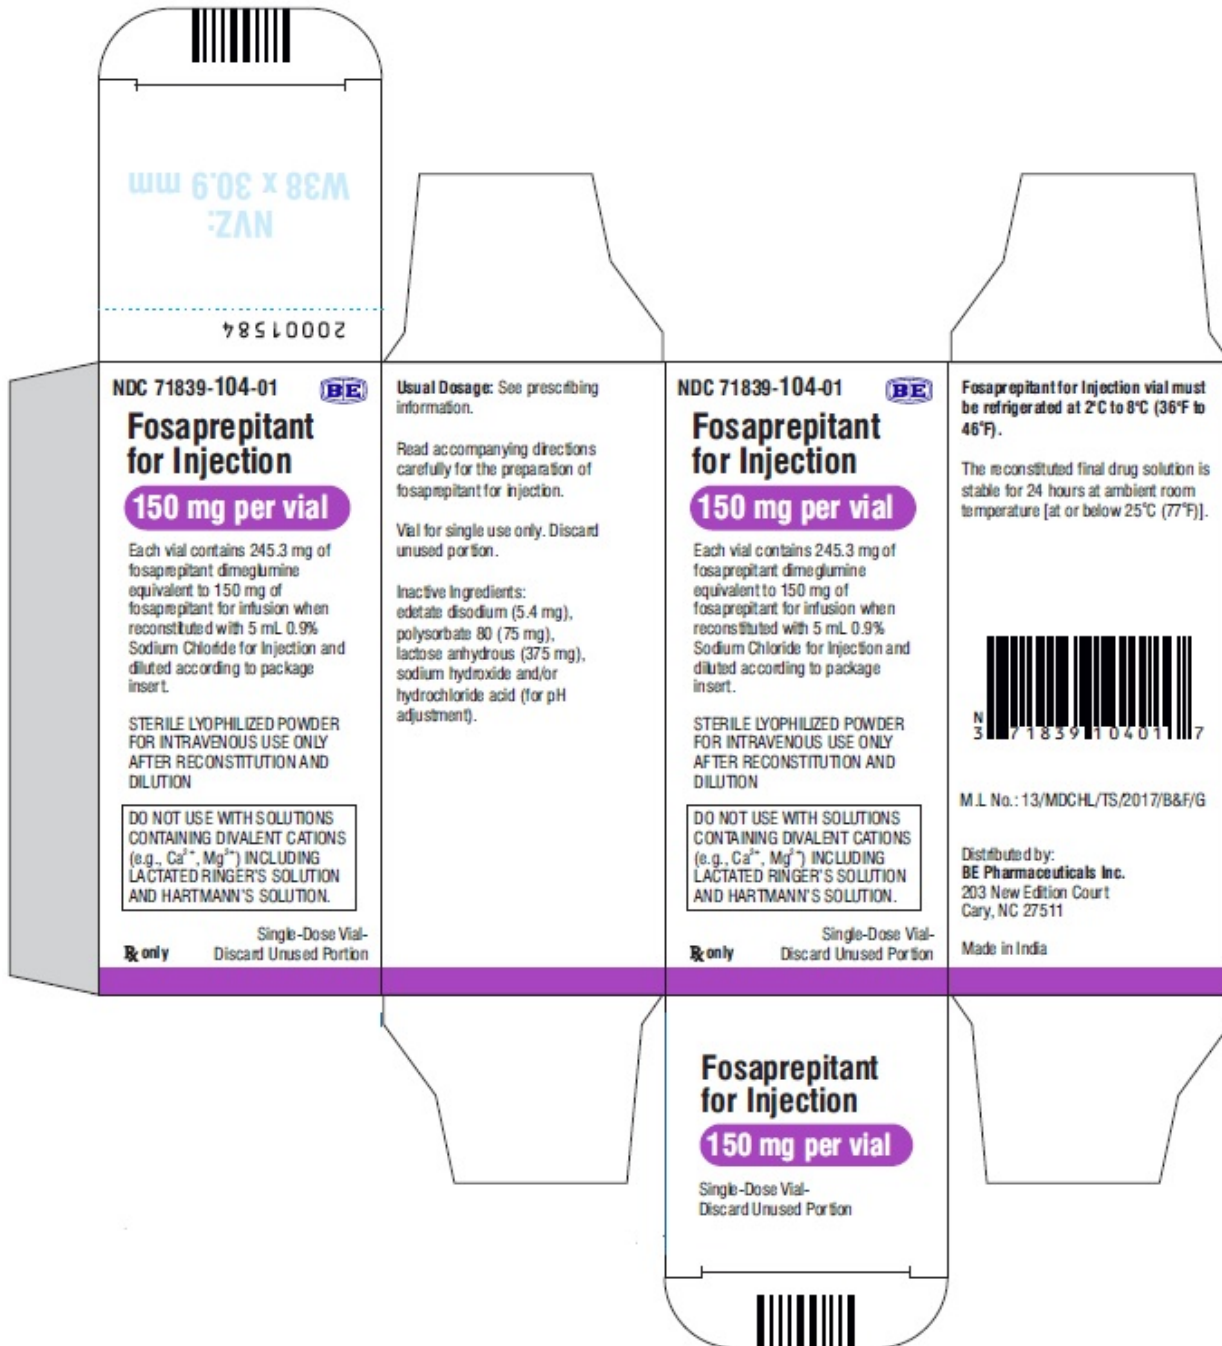 NVZ:
W38 x 30.9 mm
20001584
NDC 71839-104-01
BE
Fosaprepitant
for Injection
150 mg per vial
Each vial contains 245.3 mg of
fosaprepitant dimeglumine
equivalent to 150 mg of
fosaprepitant for infusion when
reconstituted with 5 mL 0.9%
Sodium Chloride for Injection and
diluted according to package
insert.
STERILE LYOPHILIZED POWDER
FOR INTRAVENOUS USE ONLY
AFTER RECONSTITUTION AND
DILUTION
DO NOT USE WITH SOLUTIONS
CONTAINING DIVALENT CATIONS
(e.g., Ca²⁺, Mg²⁺) INCLUDING
LACTATED RINGER'S SOLUTION
AND HARTMANN'S SOLUTION.
Single-Dose Vial-
℞ only Discard Unused Portion
Usual Dosage: See prescribing
information.
Read accompanying directions
carefully for the preparation of
fosaprepitant for injection.
Vial for single use only. Discard
unused portion.
Inactive Ingredients:
edetate disodium (5.4 mg),
polysorbate 80 (75 mg),
lactose anhydrous (375 mg),
sodium hydroxide and/or
hydrochloride acid (for pH
adjustment).
NDC 71839-104-01
BE
Fosaprepitant
for Injection
150 mg per vial
Each vial contains 245.3 mg of
fosaprepitant dimeglumine
equivalent to 150 mg of
fosaprepitant for infusion when
reconstituted with 5 mL 0.9%
Sodium Chloride for Injection and
diluted according to package
insert.
STERILE LYOPHILIZED POWDER
FOR INTRAVENOUS USE ONLY
AFTER RECONSTITUTION AND
DILUTION
DO NOT USE WITH SOLUTIONS
CONTAINING DIVALENT CATIONS
(e.g., Ca²⁺, Mg²⁺) INCLUDING
LACTATED RINGER'S SOLUTION
AND HARTMANN'S SOLUTION.
Single-Dose Vial-
℞ only Discard Unused Portion
Fosaprepitant for Injection vial must
be refrigerated at 2°C to 8°C (36°F to
46°F).
The reconstituted final drug solution is
stable for 24 hours at ambient room
temperature [at or below 25°C (77°F)].
N
3 71839 10401 7
M.L No.: 13/MDCHL/TS/2017/B&F/G
Distributed by:
BE Pharmaceuticals Inc.
203 New Edition Court
Cary, NC 27511
Made in India
Fosaprepitant
for Injection
150 mg per vial
Single-Dose Vial-
Discard Unused Portion